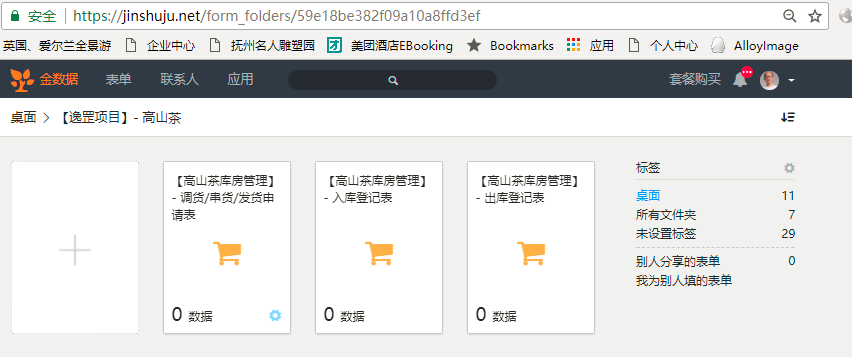 安全 https://jinshuju.net/form_folders/59e18be382f09a10a8ffd3ef
英国、爱尔兰全景游 企业中心 抚州名人雕塑园 美团酒店EBooking Bookmarks 应用 个人中心 AlloyImage
金数据 表单 联系人 应用 套餐购买
桌面 > 【逸罡项目】- 高山茶
【高山茶库房管理】
- 调货/串货/发货申
请表
0 数据
【高山茶库房管理】
- 入库登记表
0 数据
【高山茶库房管理】
- 出库登记表
0 数据
标签
桌面 11
所有文件夹 7
未设置标签 29
别人分享的表单 0
我为别人填的表单